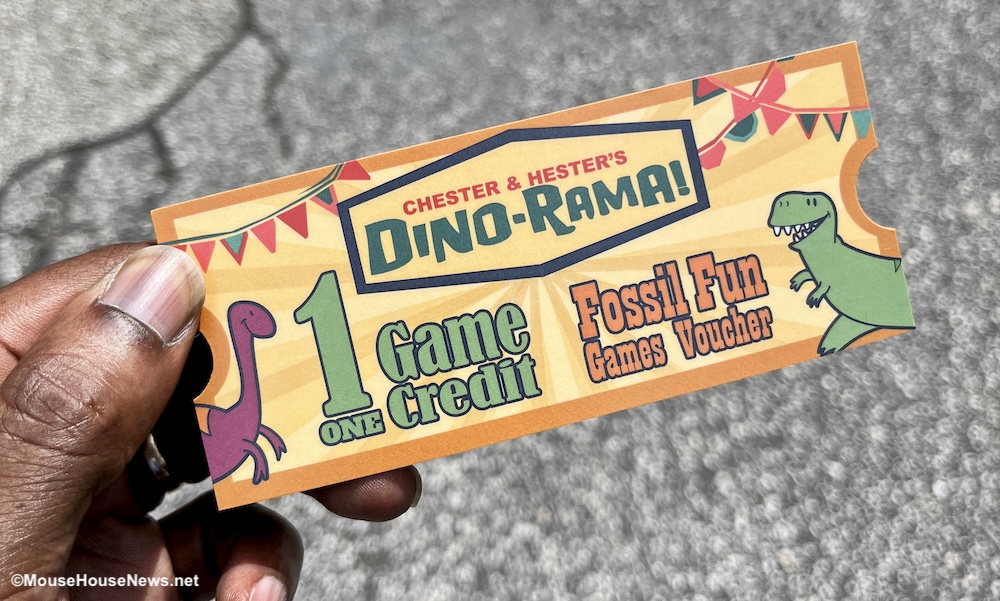 CHESTER & HESTER'S
DINO-RAMA!
1
ONE
Game
Credit
Fossil Fun
Games Voucher
©MouseHouseNews.net